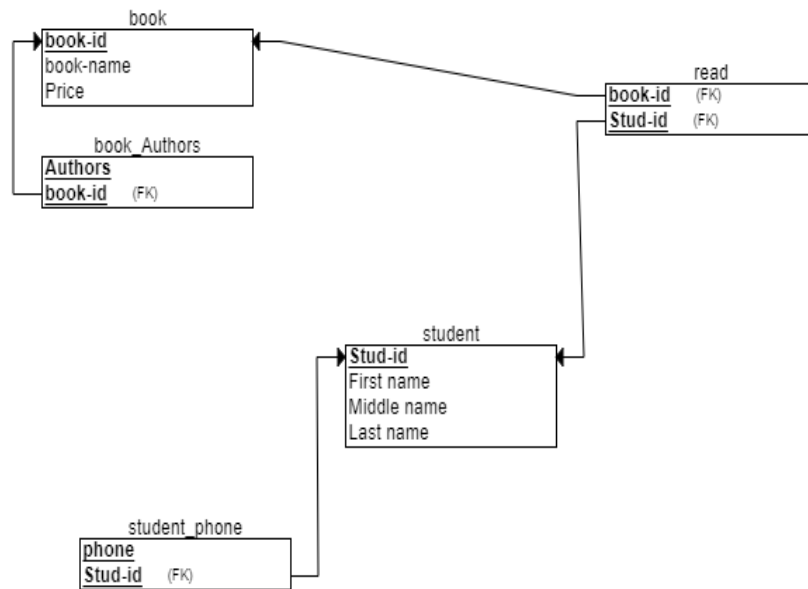 book
book-id
book-name
Price
book_Authors
Authors
book-id (FK)
read
book-id (FK)
Stud-id (FK)
student
Stud-id
First name
Middle name
Last name
student_phone
phone
Stud-id (FK)